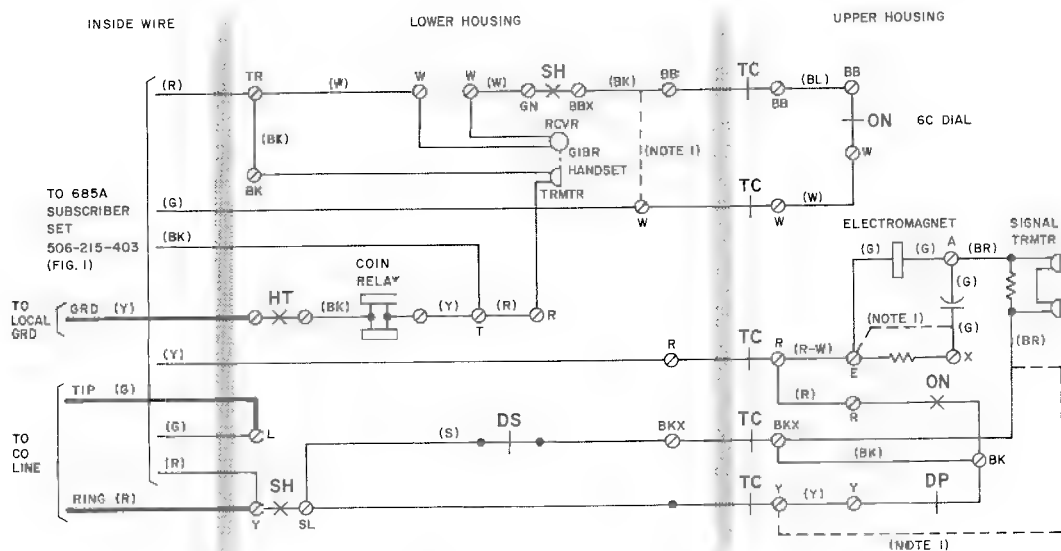 INSIDE WIRE
LOWER HOUSING
UPPER HOUSING
(R)
TR
(W)
W
W
(W)
GN
SH
BBX
(BK)
BB
TC
BB
(BL)
BB
ON
6C DIAL
W
(BK)
BK
RCVR
GIBR
HANDSET
TRMTR
(NOTE 1)
TO 685A
SUBSCRIBER
SET
506-215-403
(FIG. 1)
(G)
W
TC
W
(W)
(BK)
ELECTROMAGNET
(G)
(G)
A
(BR)
SIGNAL
TRMTR
(G)
(G)
(BR)
TO
LOCAL
GRD
GRD (Y)
HT
(BK)
COIN
RELAY
(Y)
T
(R)
R
(NOTE 1)
(Y)
R
TC
R
(R-W)
E
X
(R)
R
ON
TO
CO
LINE
TIP (G)
(G)
L
(R)
RING (R)
Y
SH
SL
(S)
DS
BKX
TC
BKX
(BK)
BK
TC
Y
(Y)
Y
DP
(NOTE 1)